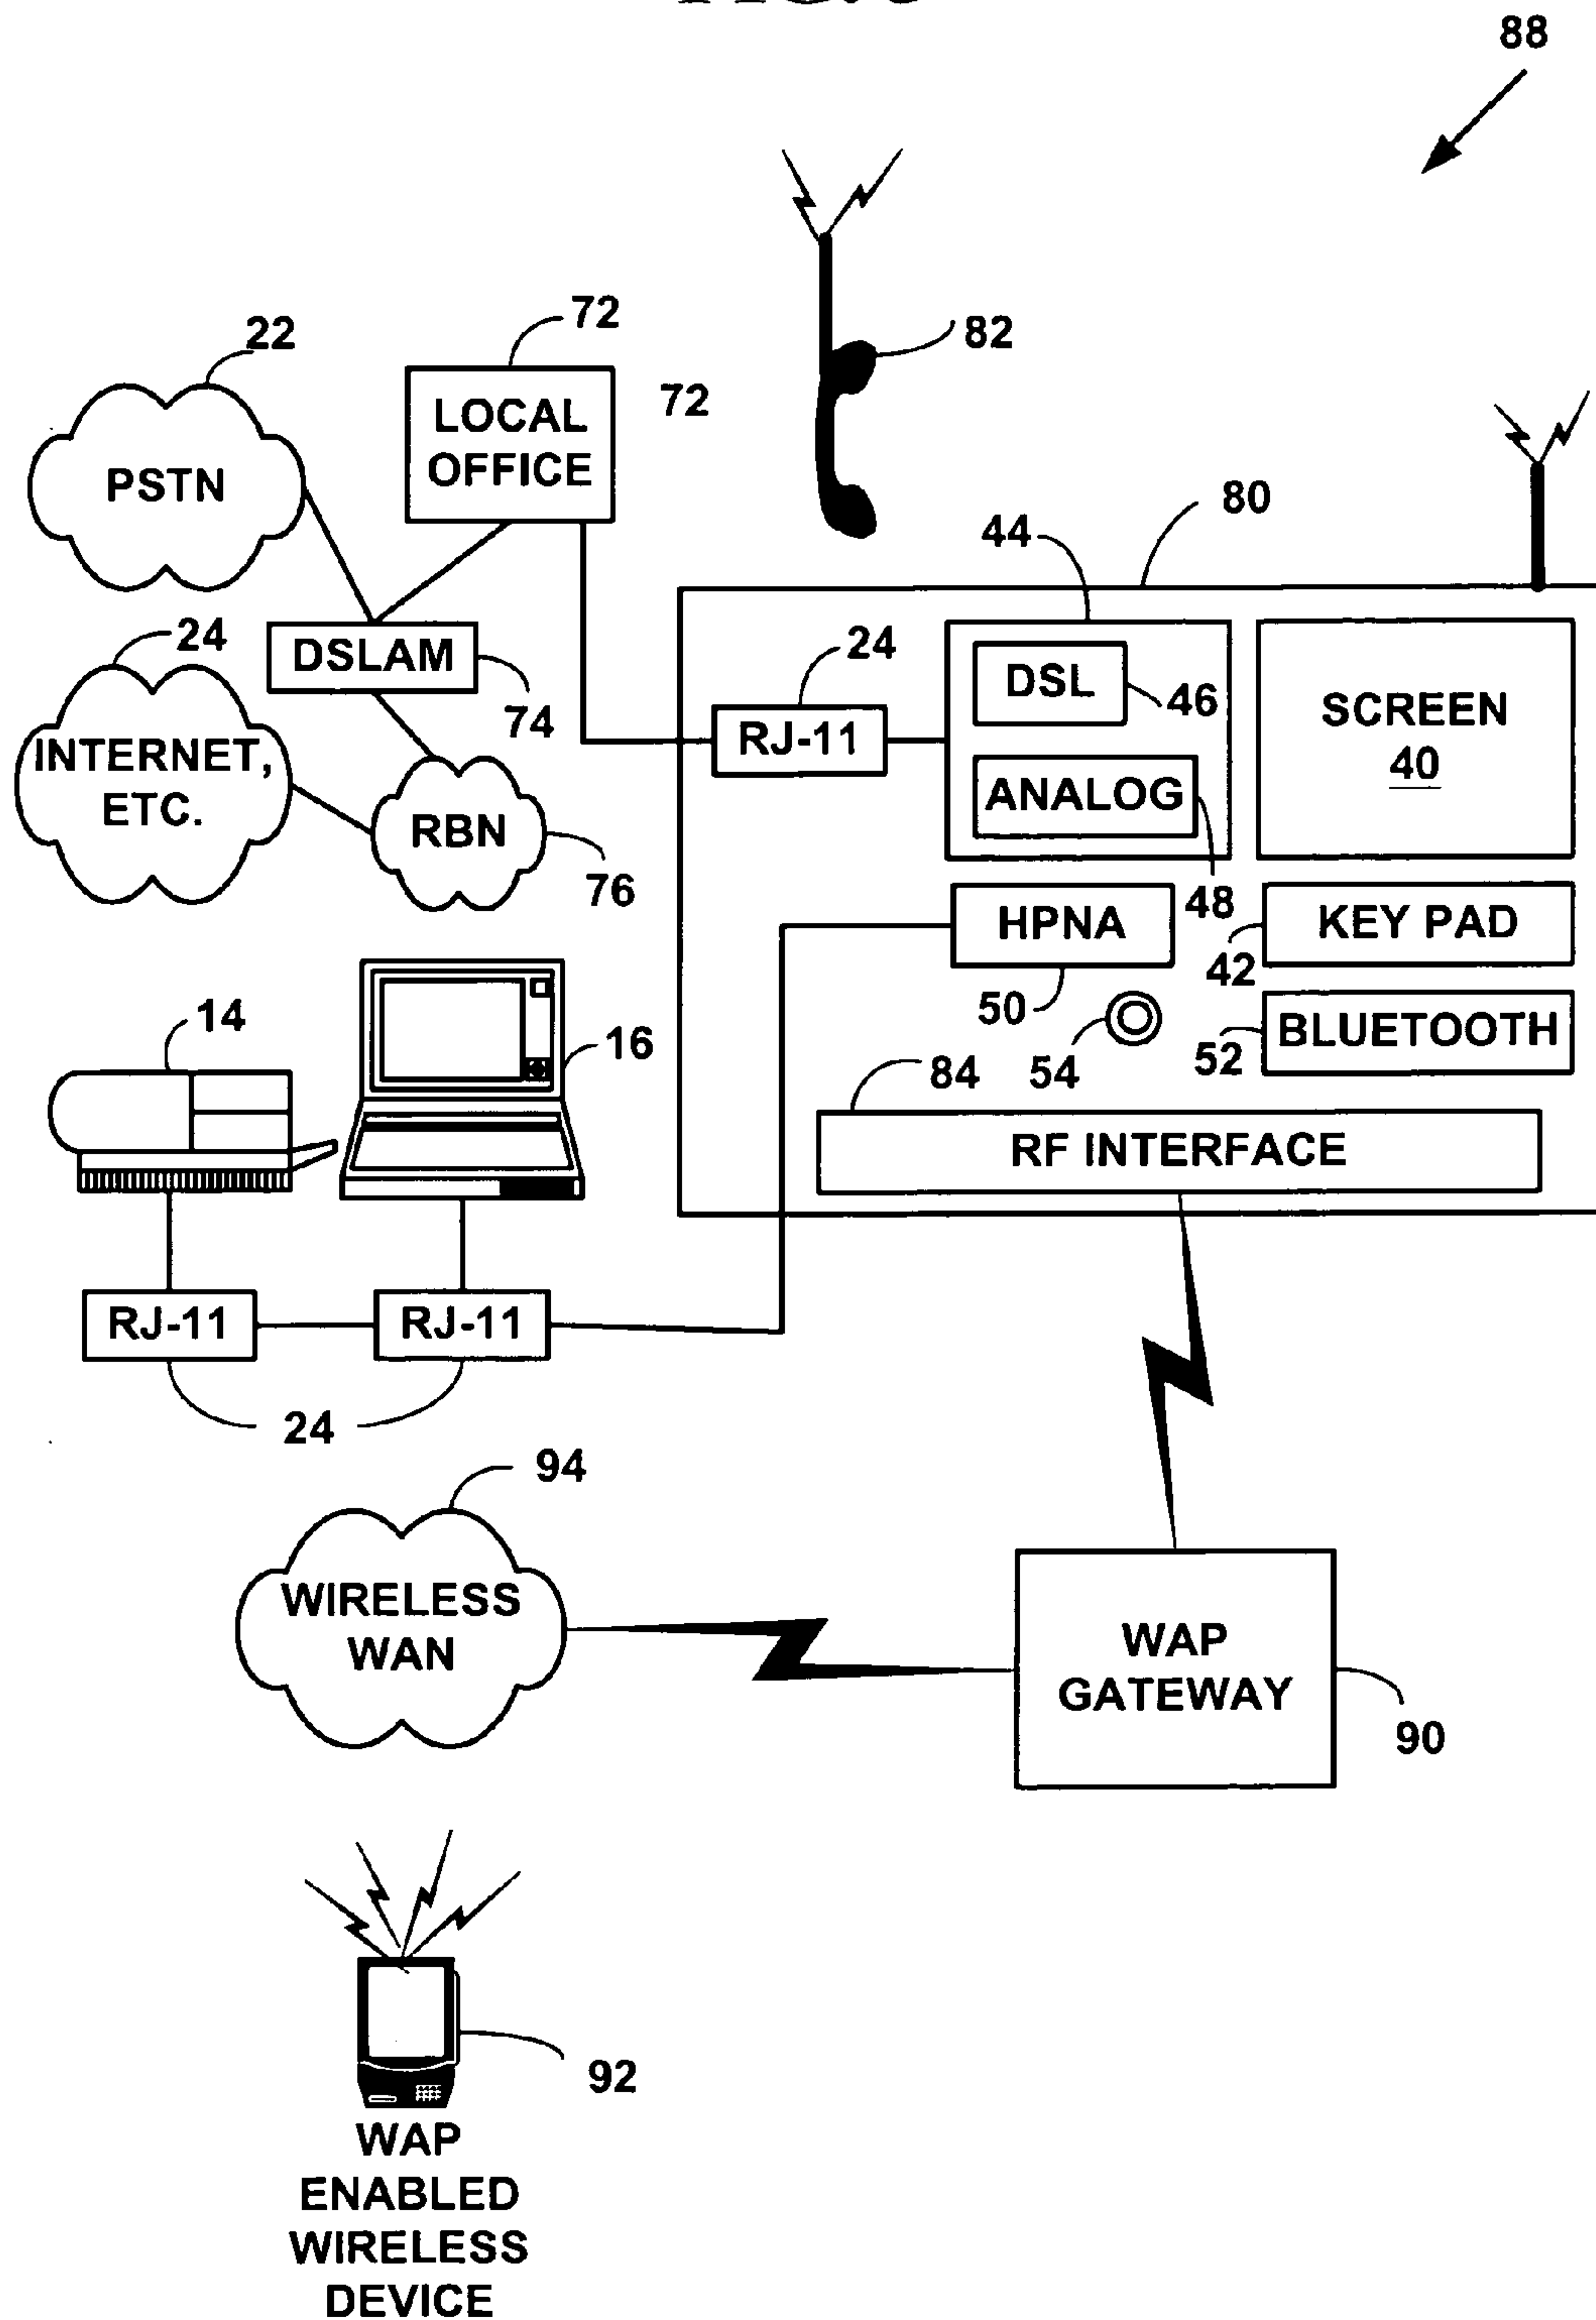 88
72
22
82
LOCAL
OFFICE
72
PSTN
80
44
24
DSLAM
24
DSL
46
74
SCREEN
40
RJ-11
INTERNET,
ETC.
ANALOG
RBN
76
48
HPNA
KEY PAD
42
50
14
16
54
52
BLUETOOTH
84
RF INTERFACE
RJ-11
RJ-11
24
94
WIRELESS
WAN
WAP
GATEWAY
90
92
WAP
ENABLED
WIRELESS
DEVICE